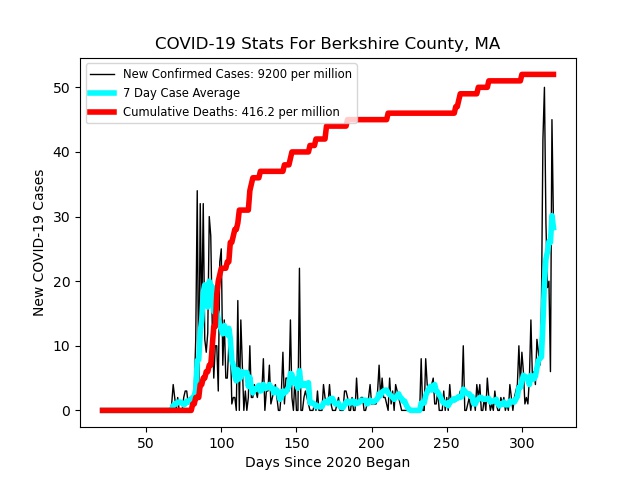 COVID-19 Stats For Berkshire County, MA
New Confirmed Cases: 9200 per million
7 Day Case Average
Cumulative Deaths: 416.2 per million
New COVID-19 Cases
50
40
30
20
10
0
50 100 150 200 250 300
Days Since 2020 Began